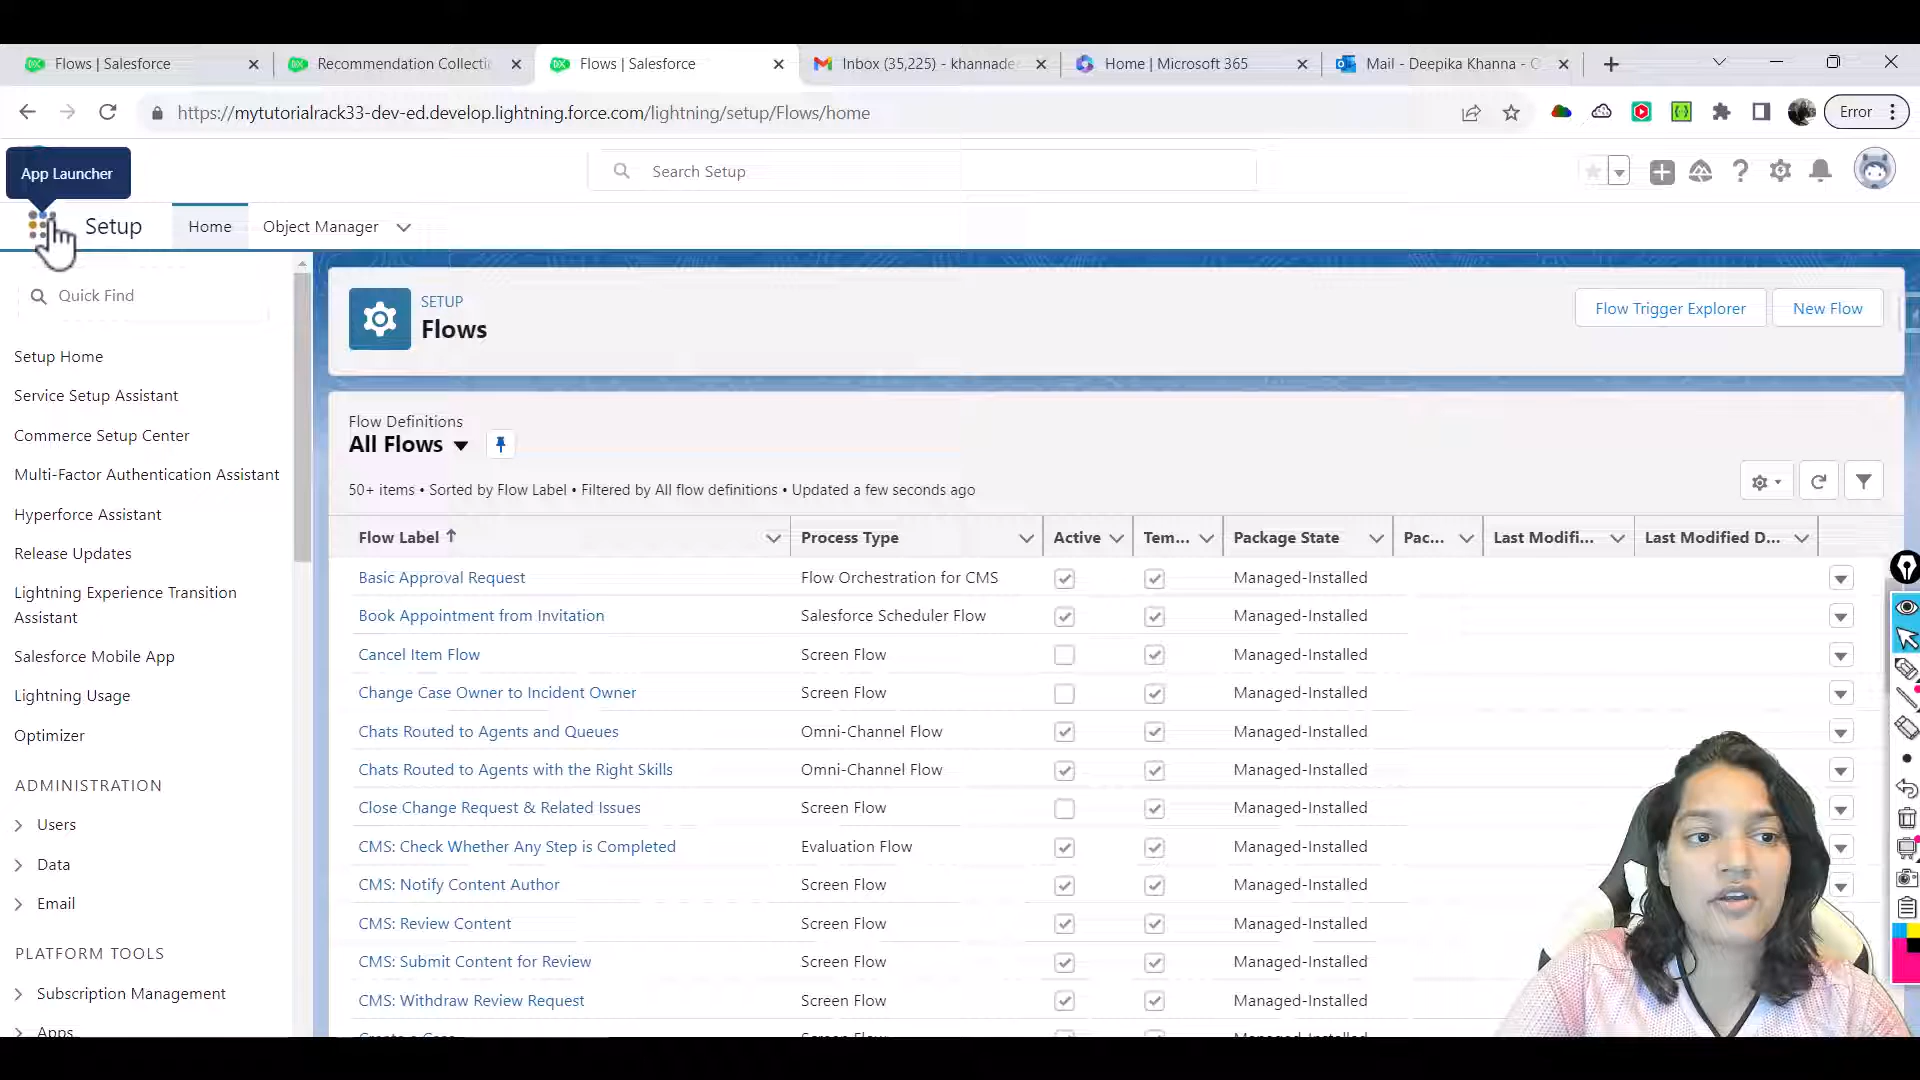 Flows | Salesforce
Recommendation Collecti
Flows | Salesforce
Inbox (35,225) - khannade
Home | Microsoft 365
Mail - Deepika Khanna - O
https://mytutorialrack33-dev-ed.develop.lightning.force.com/lightning/setup/Flows/home
Error
App Launcher
Search Setup
Setup
Home
Object Manager
Quick Find
Setup Home
Service Setup Assistant
Commerce Setup Center
Multi-Factor Authentication Assistant
Hyperforce Assistant
Release Updates
Lightning Experience Transition
Assistant
Salesforce Mobile App
Lightning Usage
Optimizer
ADMINISTRATION
Users
Data
Email
PLATFORM TOOLS
Subscription Management
Apps
SETUP
Flows
Flow Trigger Explorer
New Flow
Flow Definitions
All Flows
50+ items • Sorted by Flow Label • Filtered by All flow definitions • Updated a few seconds ago
Flow Label Process Type Active Tem... Package State Pac... Last Modifi... Last Modified D...
Basic Approval Request Flow Orchestration for CMS Managed-Installed
Book Appointment from Invitation Salesforce Scheduler Flow Managed-Installed
Cancel Item Flow Screen Flow Managed-Installed
Change Case Owner to Incident Owner Screen Flow Managed-Installed
Chats Routed to Agents and Queues Omni-Channel Flow Managed-Installed
Chats Routed to Agents with the Right Skills Omni-Channel Flow Managed-Installed
Close Change Request & Related Issues Screen Flow Managed-Installed
CMS: Check Whether Any Step is Completed Evaluation Flow Managed-Installed
CMS: Notify Content Author Screen Flow Managed-Installed
CMS: Review Content Screen Flow Managed-Installed
CMS: Submit Content for Review Screen Flow Managed-Installed
CMS: Withdraw Review Request Screen Flow Managed-Installed